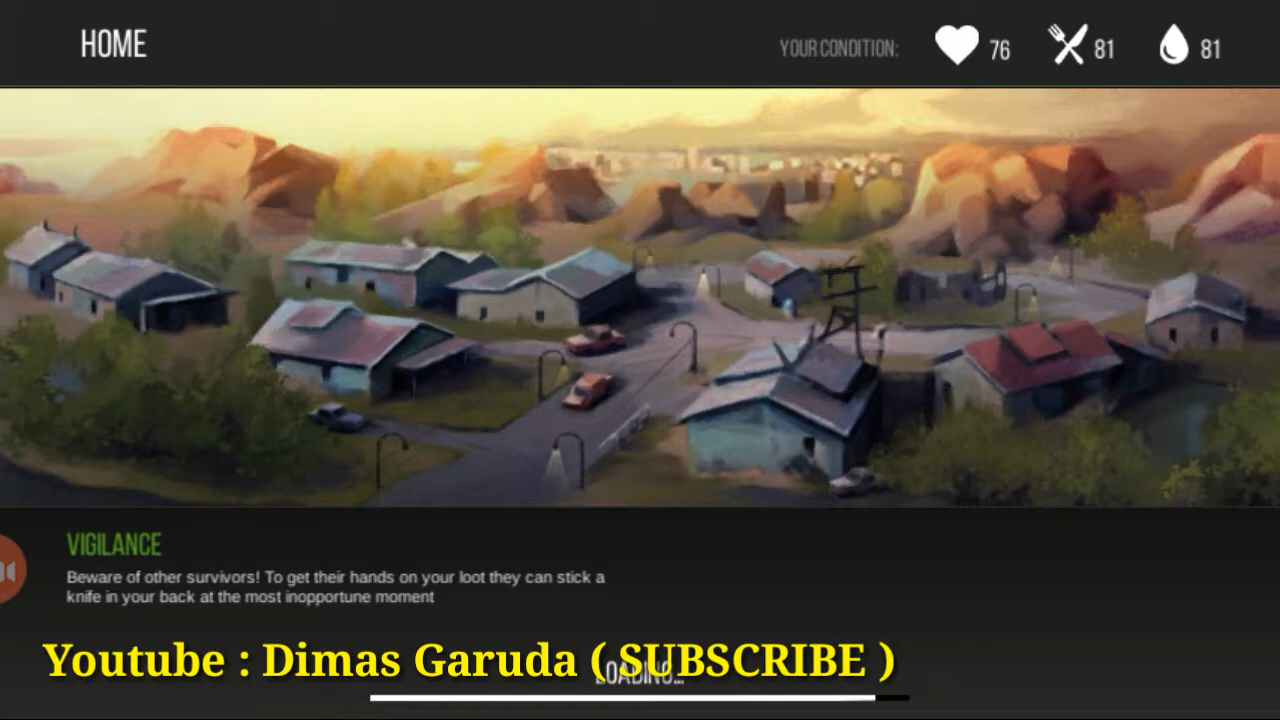 HOME
YOUR CONDITION: 76 81 81
VIGILANCE
Beware of other survivors! To get their hands on your loot they can stick a
knife in your back at the most inopportune moment
Youtube : Dimas Garuda ( SUBSCRIBE )
LOADING...